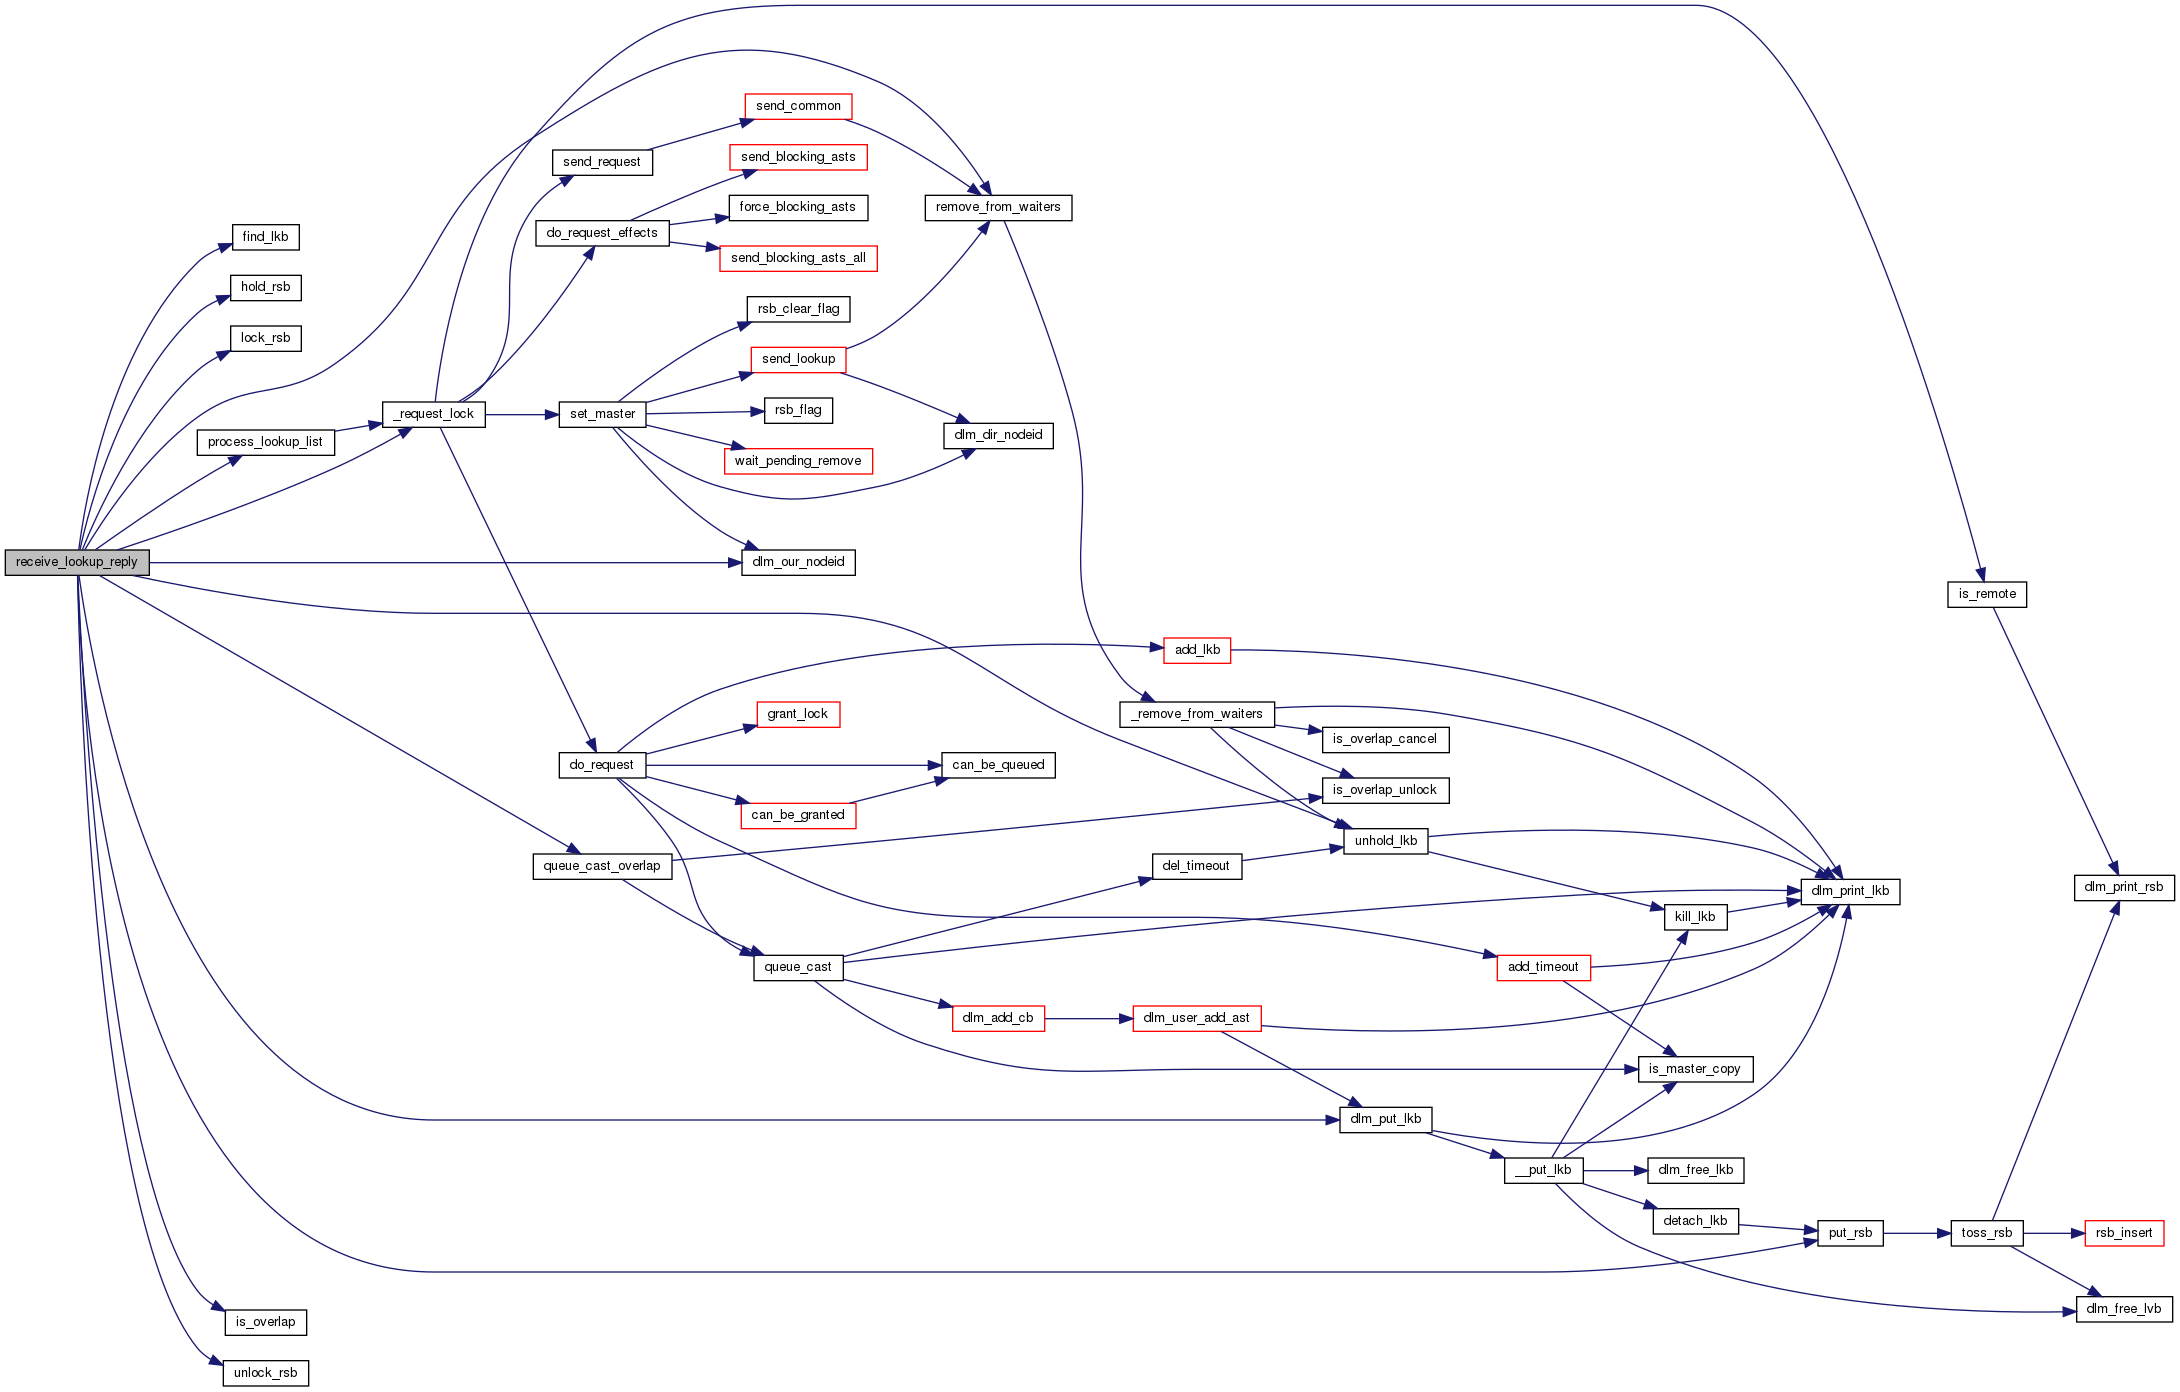 send_common
send_blocking_asts
send_request
force_blocking_asts
remove_from_waiters
do_request_effects
find_lkb
send_blocking_asts_all
hold_rsb
rsb_clear_flag
lock_rsb
send_lookup
_request_lock
set_master
rsb_flag
process_lookup_list
dlm_dir_nodeid
wait_pending_remove
receive_lookup_reply
dlm_our_nodeid
is_remote
add_lkb
grant_lock
_remove_from_waiters
is_overlap_cancel
do_request
can_be_queued
is_overlap_unlock
can_be_granted
unhold_lkb
queue_cast_overlap
del_timeout
dlm_print_lkb
dlm_print_rsb
kill_lkb
queue_cast
add_timeout
dlm_add_cb
dlm_user_add_ast
is_master_copy
dlm_put_lkb
__put_lkb
dlm_free_lkb
detach_lkb
put_rsb
toss_rsb
rsb_insert
dlm_free_lvb
is_overlap
unlock_rsb